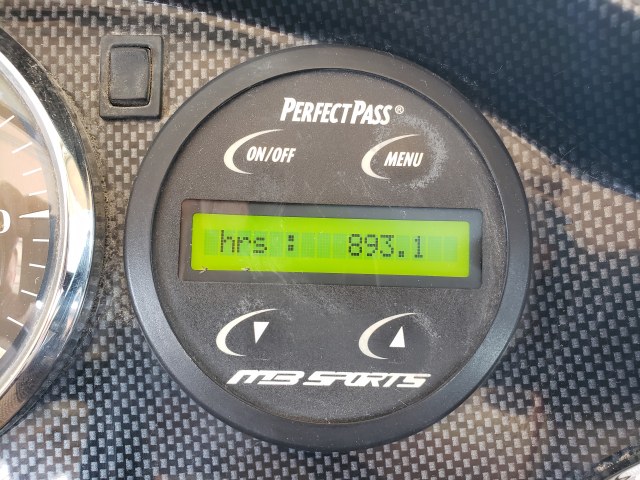 PERFECTPASS®
ON/OFF MENU
hrs : 893.1
MB SPORTS